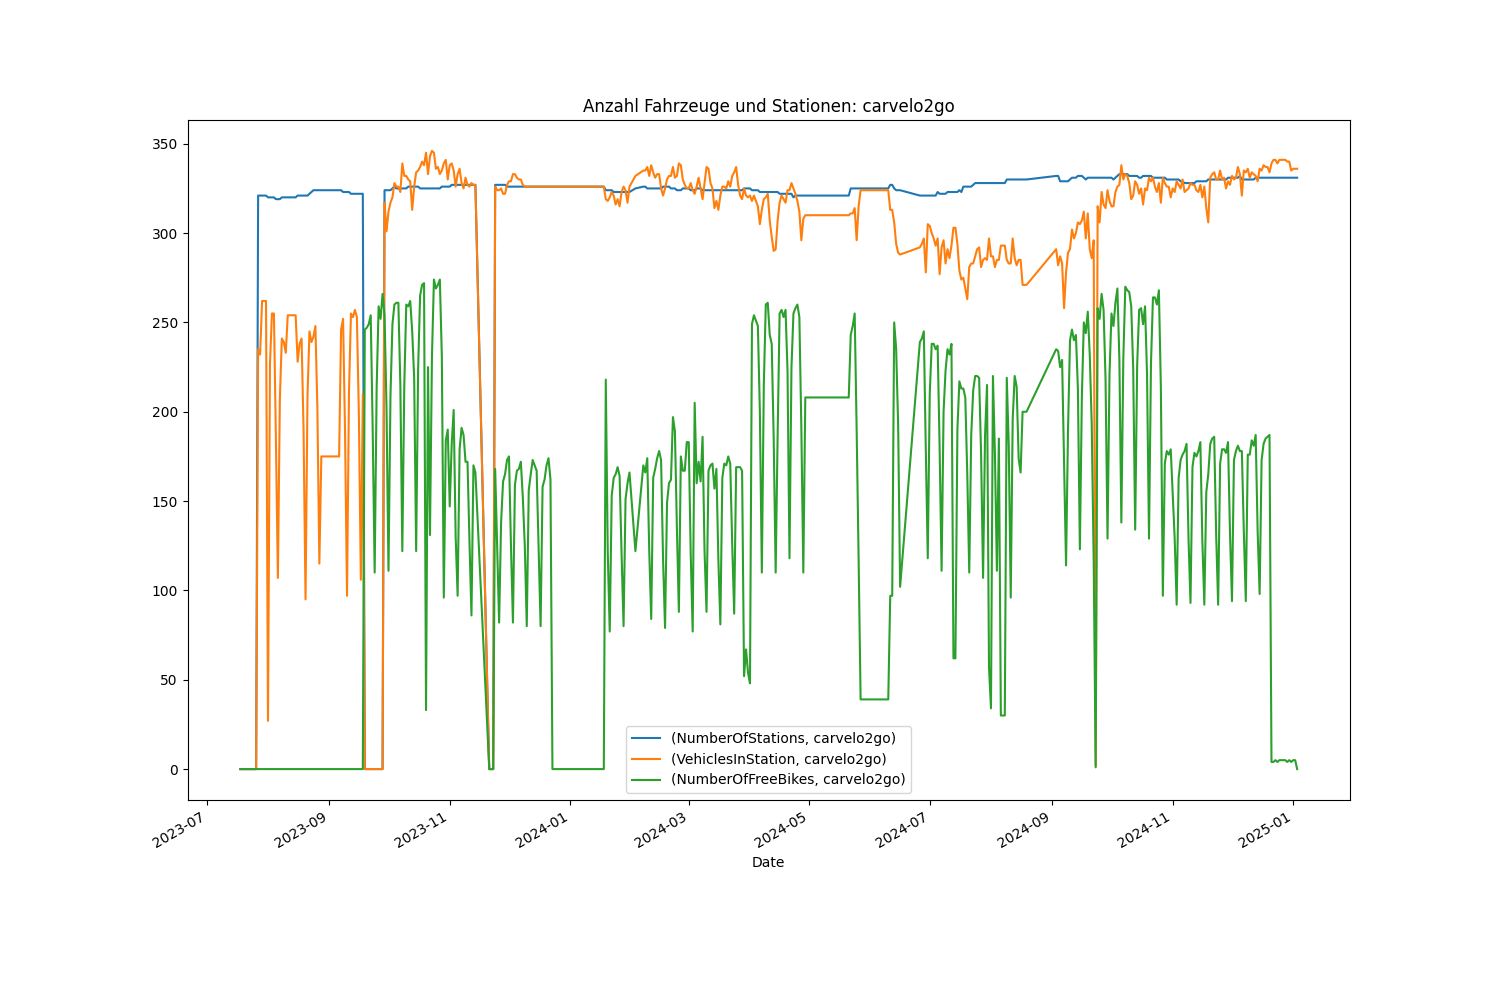 Anzahl Fahrzeuge und Stationen: carvelo2go
350
300
250
200
150
100
50
0
(NumberOfStations, carvelo2go)
(VehiclesInStation, carvelo2go)
(NumberOfFreeBikes, carvelo2go)
2023-07 2023-09 2023-11 2024-01 2024-03 2024-05 2024-07 2024-09 2024-11 2025-01
Date